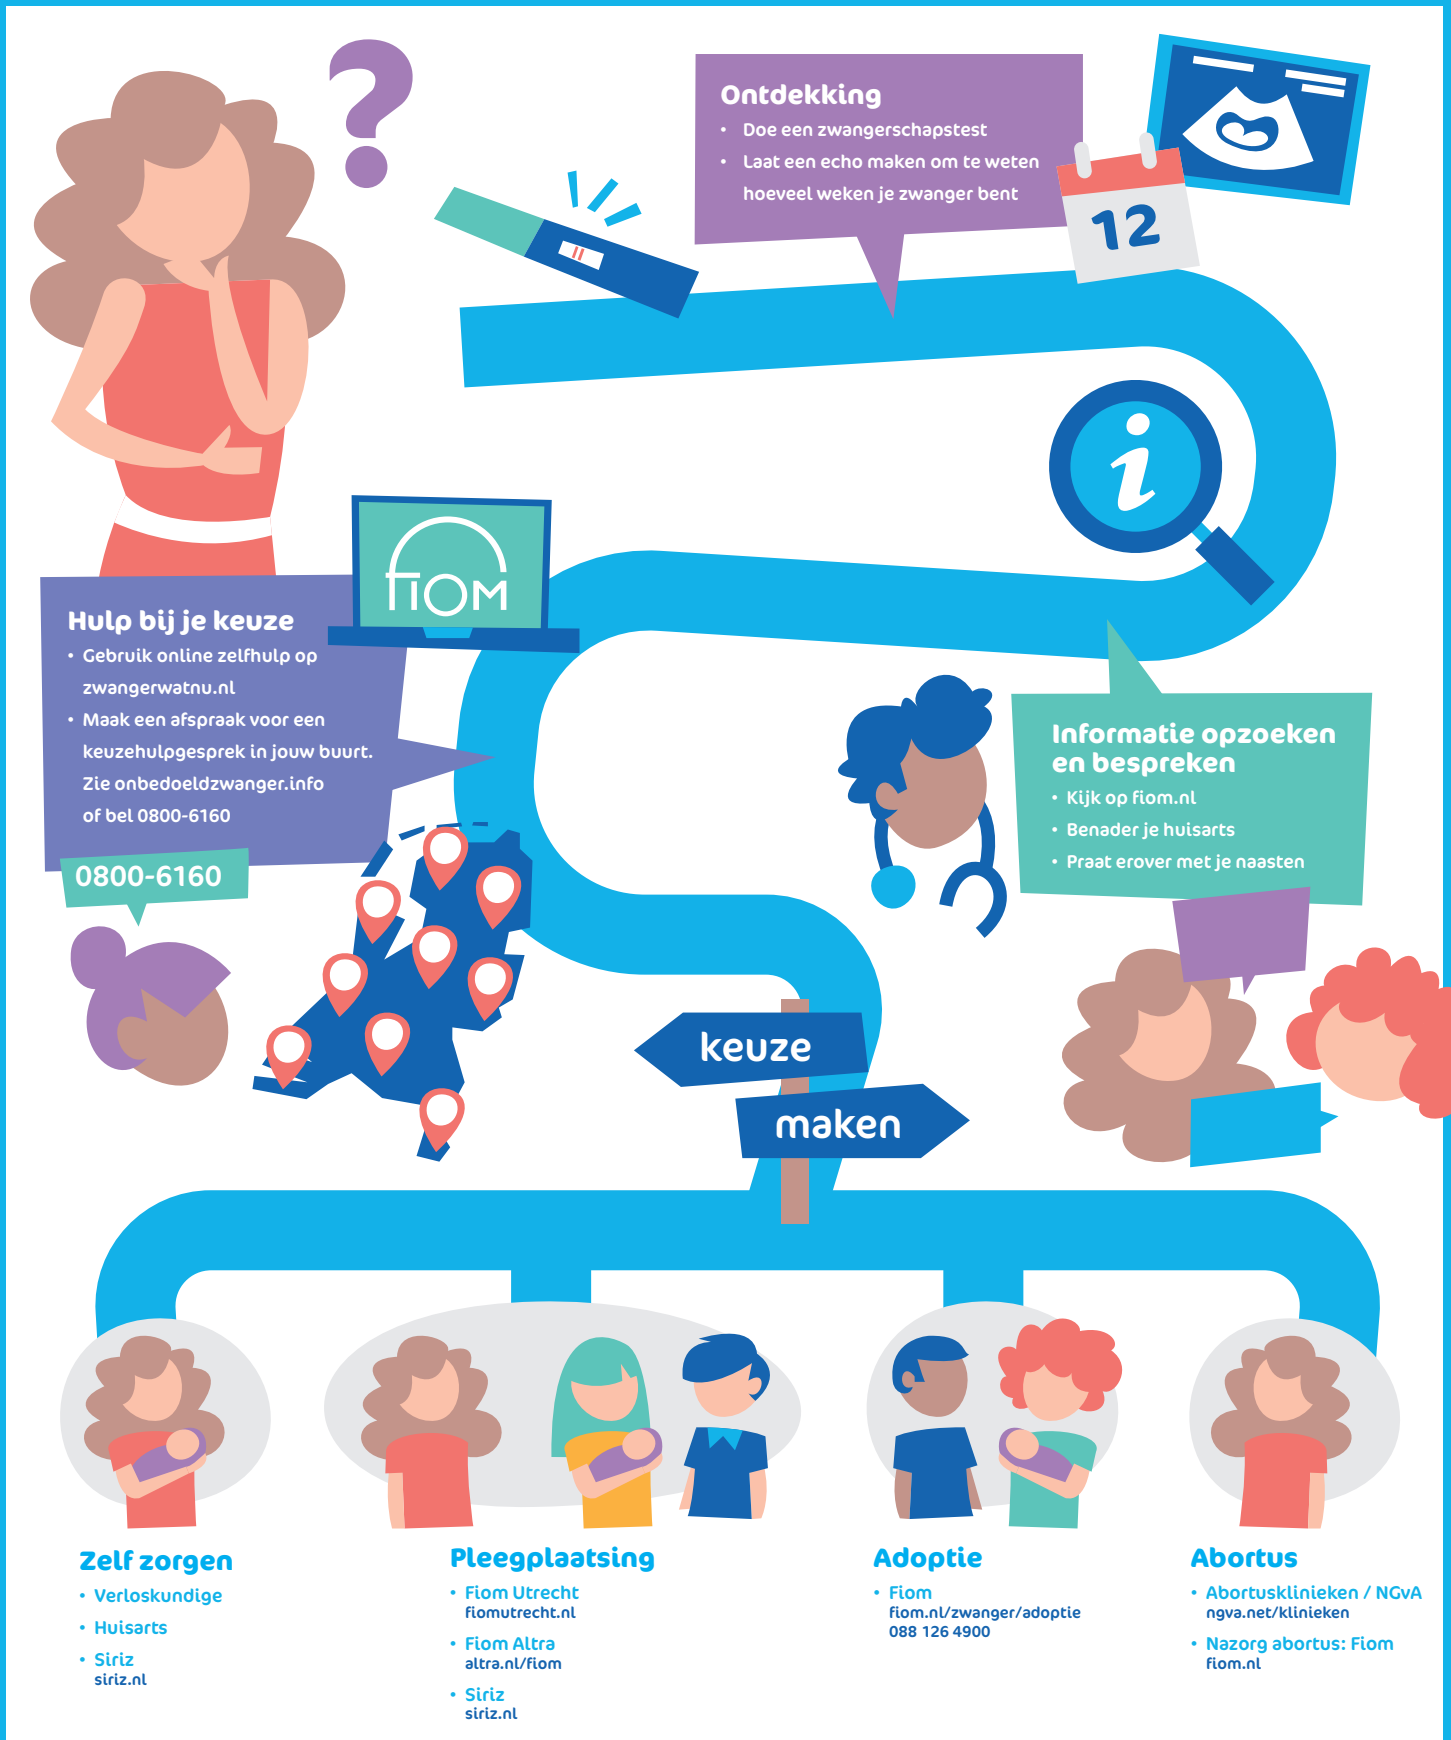 ?
Ontdekking
• Doe een zwangerschapstest
• Laat een echo maken om te weten
hoeveel weken je zwanger bent
12
i
fiom
Hulp bij je keuze
• Gebruik online zelfhulp op
zwangerwatnu.nl
• Maak een afspraak voor een
keuzehulpgesprek in jouw buurt.
Zie onbedoeldzwanger.info
of bel 0800-6160
0800-6160
Informatie opzoeken
en bespreken
• Kijk op fiom.nl
• Benader je huisarts
• Praat erover met je naasten
keuze
maken
Zelf zorgen
• Verloskundige
• Huisarts
• Siriz
siriz.nl
Pleegplaatsing
• Fiom Utrecht
fiomutrecht.nl
• Fiom Altra
altra.nl/fiom
• Siriz
siriz.nl
Adoptie
• Fiom
fiom.nl/zwanger/adoptie
088 126 4900
Abortus
• Abortusklinieken / NGvA
ngva.net/klinieken
• Nazorg abortus: Fiom
fiom.nl